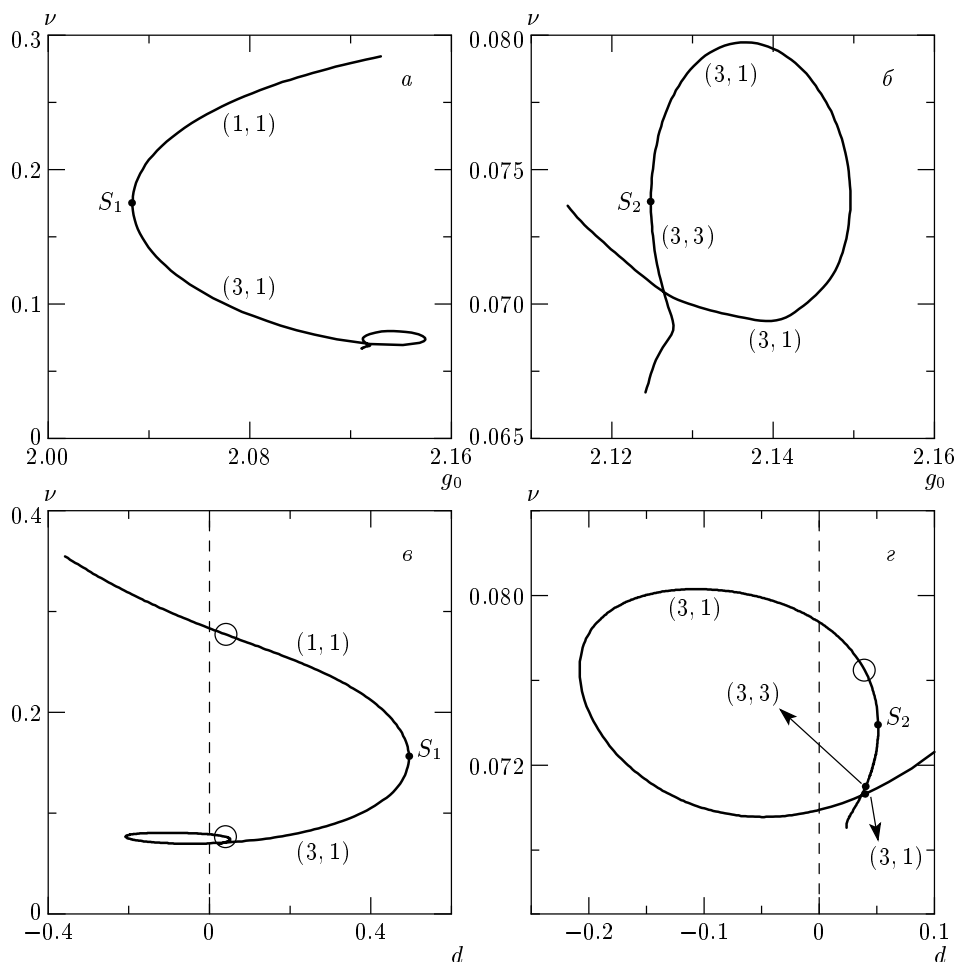 ν
ν
0.3
0.080
а
б
(3, 1)
(1, 1)
0.2
0.075
S1
S2
(3, 3)
(3, 1)
0.1
0.070
(3, 1)
0
0.065
2.00
2.08
2.16
2.12
2.14
2.16
g0
g0
ν
ν
0.4
в
г
0.080
(3, 1)
(1, 1)
(3, 3)
S2
0.2
S1
0.072
(3, 1)
(3, 1)
0
−0.4
0
0.4
−0.2
−0.1
0
0.1
d
d